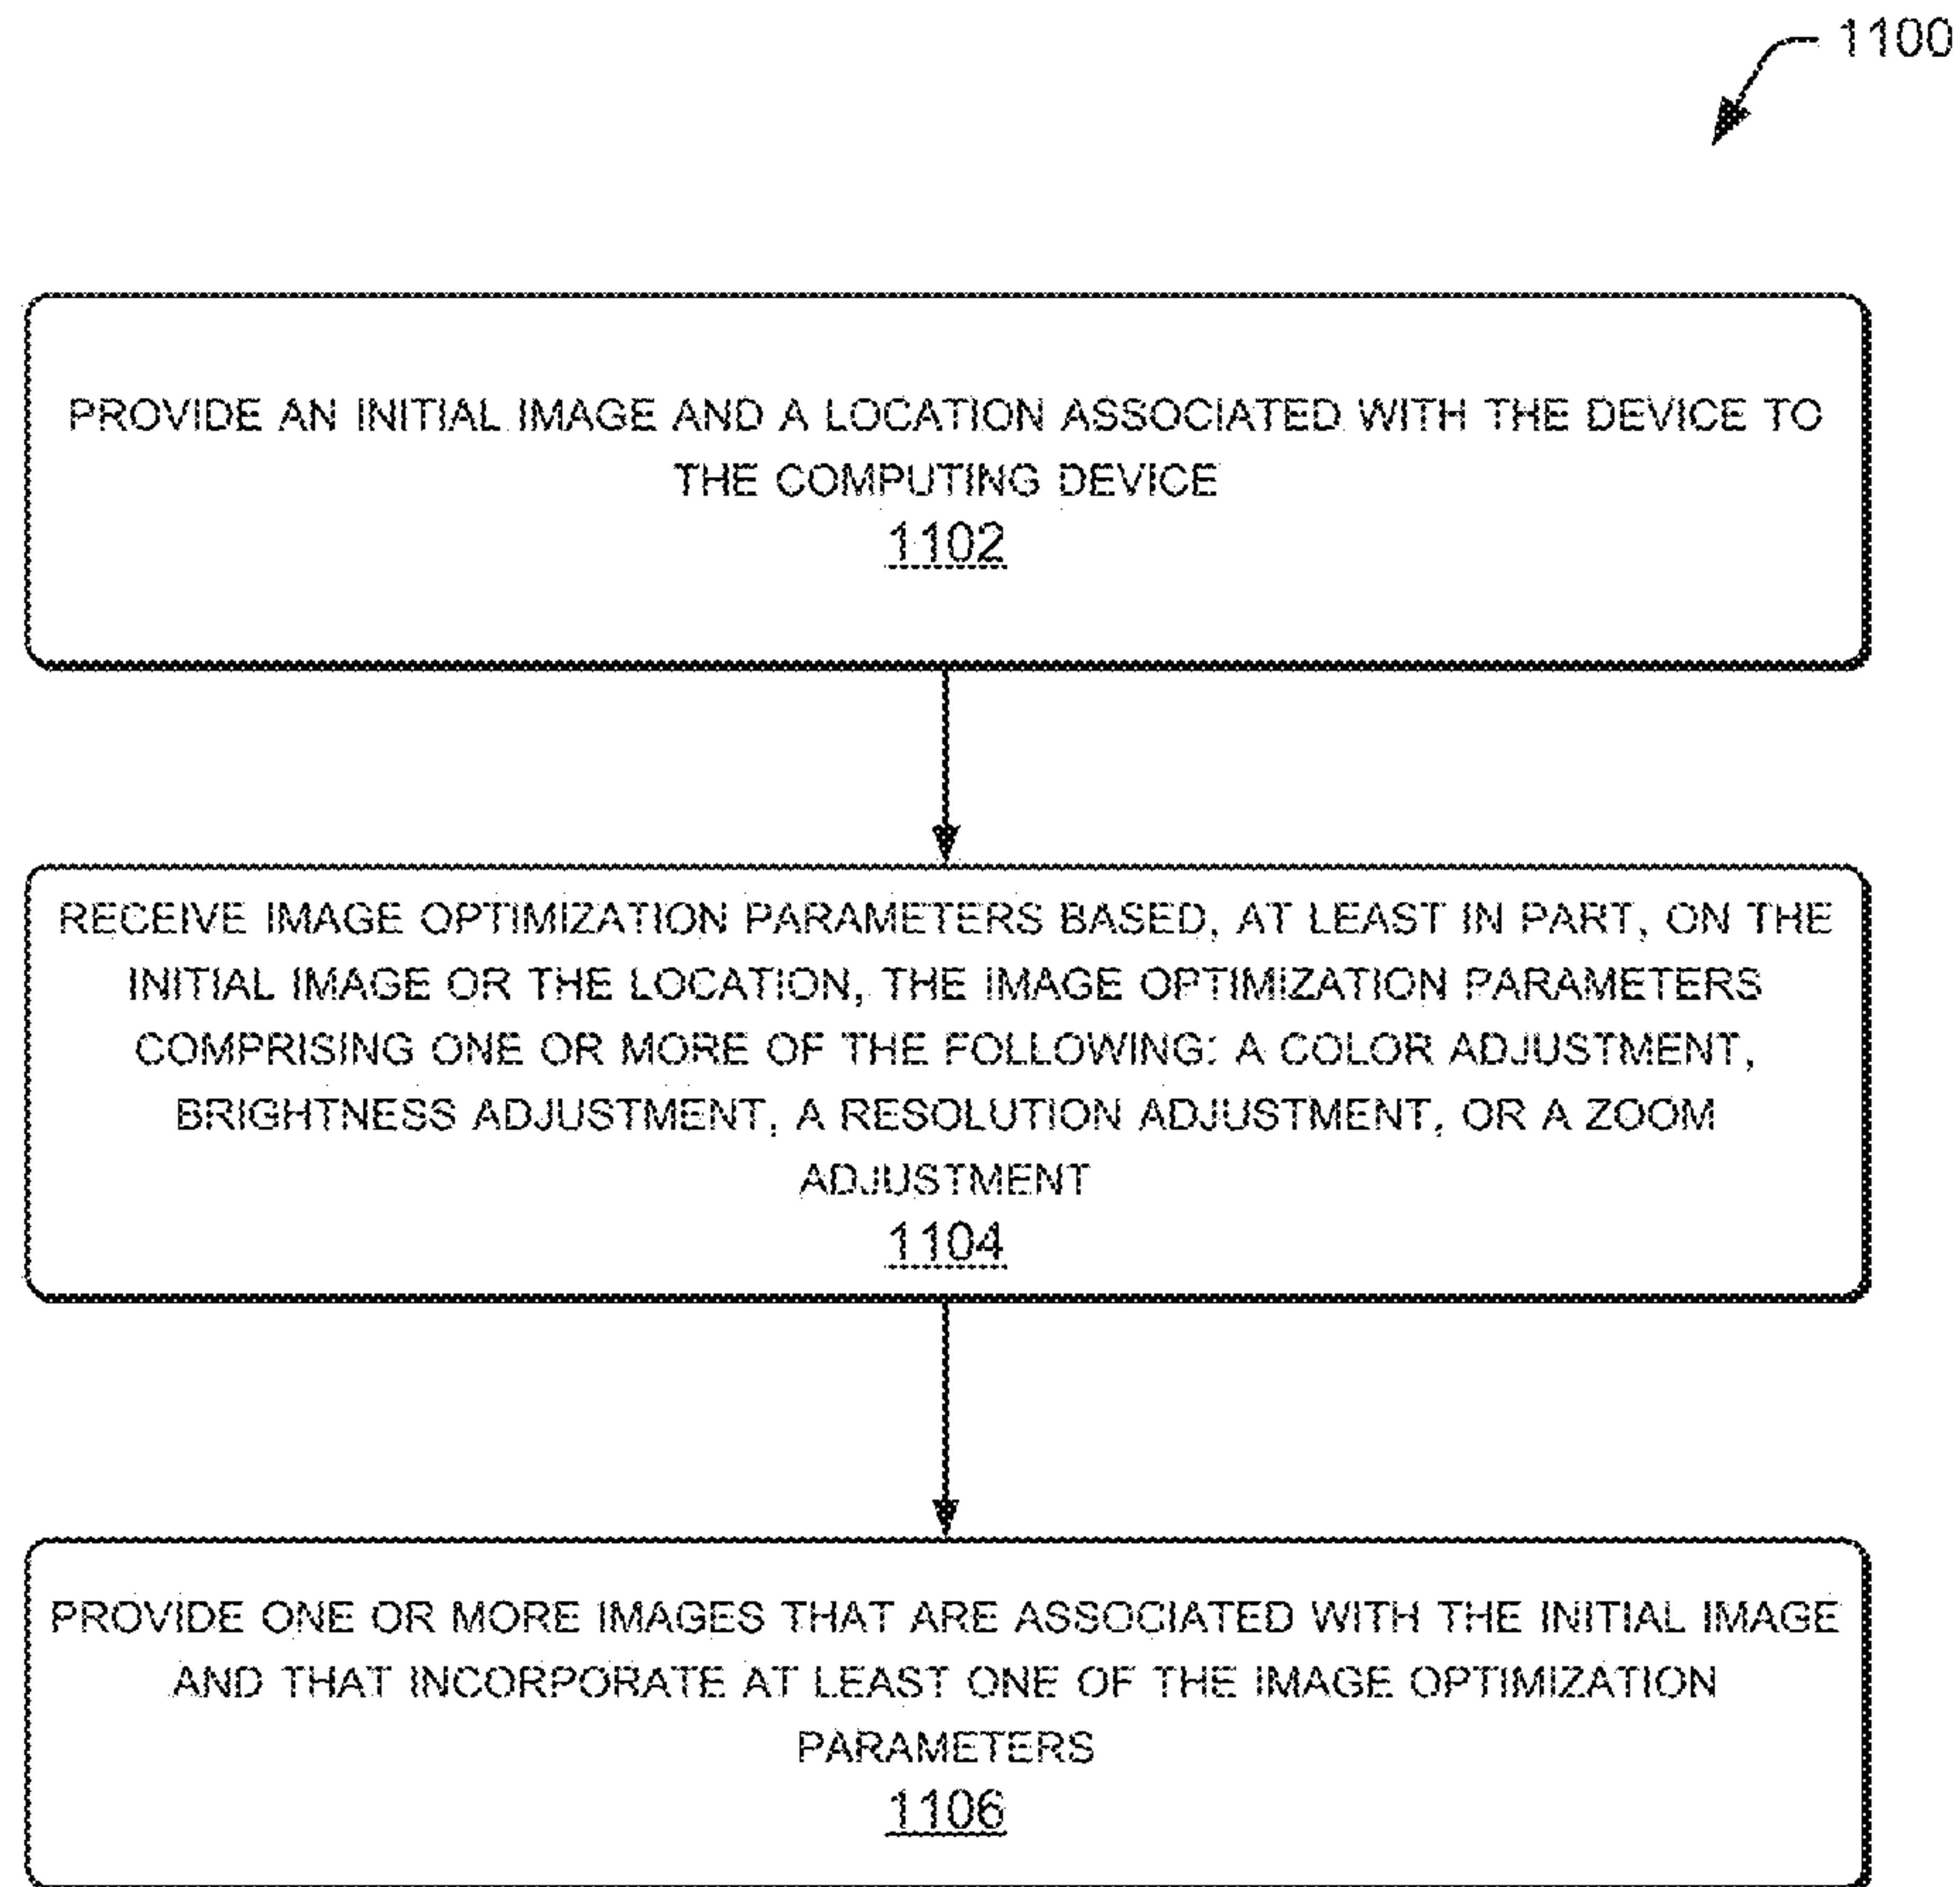 1100
PROVIDE AN INITIAL IMAGE AND A LOCATION ASSOCIATED WITH THE DEVICE TO
THE COMPUTING DEVICE
1102
RECEIVE IMAGE OPTIMIZATION PARAMETERS BASED, AT LEAST IN PART, ON THE
INITIAL IMAGE OR THE LOCATION, THE IMAGE OPTIMIZATION PARAMETERS
COMPRISING ONE OR MORE OF THE FOLLOWING: A COLOR ADJUSTMENT,
BRIGHTNESS ADJUSTMENT, A RESOLUTION ADJUSTMENT, OR A ZOOM
ADJUSTMENT
1104
PROVIDE ONE OR MORE IMAGES THAT ARE ASSOCIATED WITH THE INITIAL IMAGE
AND THAT INCORPORATE AT LEAST ONE OF THE IMAGE OPTIMIZATION
PARAMETERS
1106